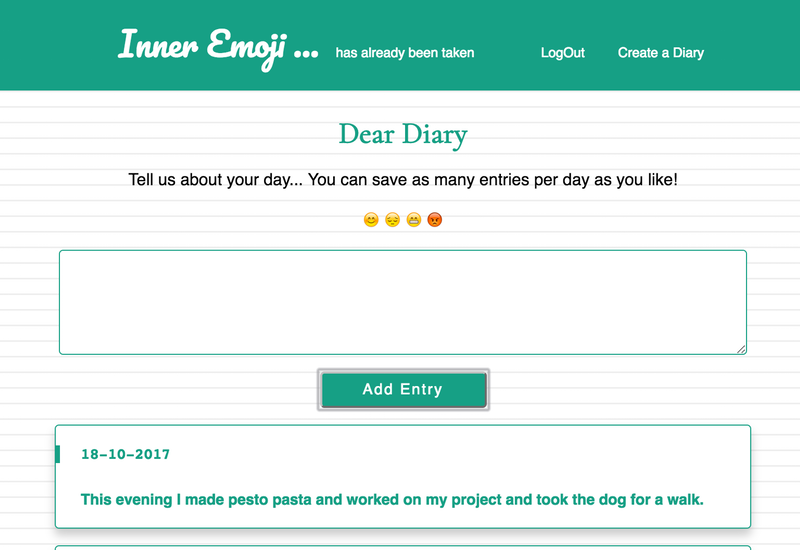 Inner Emoji ... has already been taken LogOut Create a Diary
Dear Diary
Tell us about your day... You can save as many entries per day as you like!
😊 😔 😁 😡
Add Entry
18-10-2017
This evening I made pesto pasta and worked on my project and took the dog for a walk.